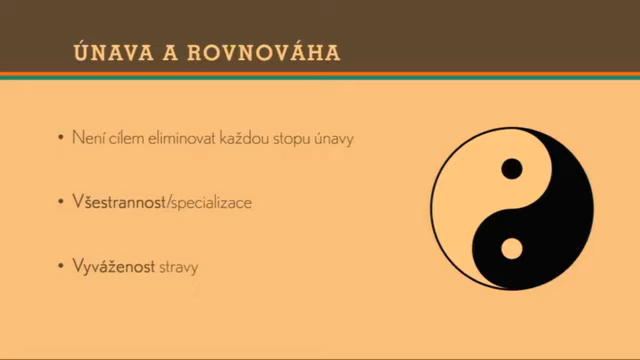 ÚNAVA A ROVNOVÁHA
• Není cílem eliminovat každou stopu únavy
• Všestrannost/specializace
• Vyváženost stravy